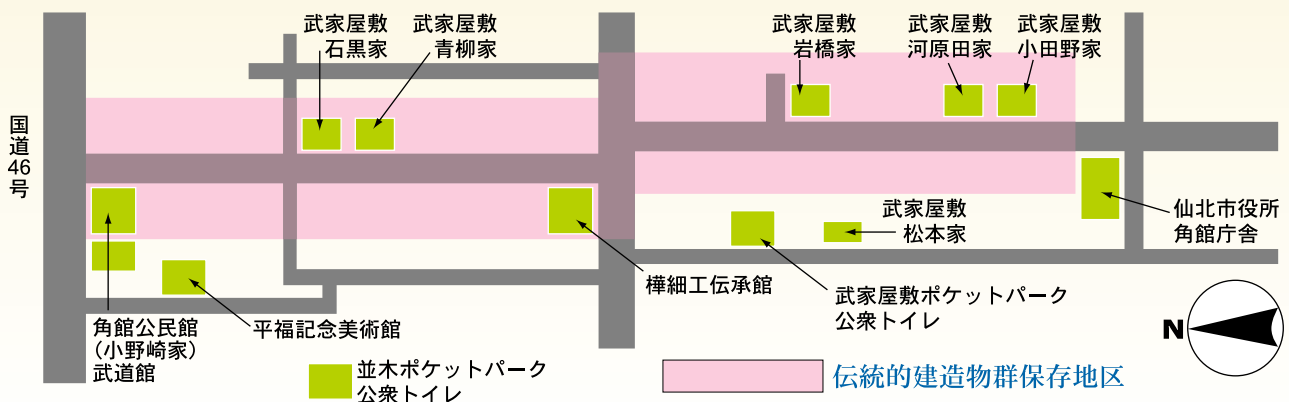 武家屋敷
石黒家
武家屋敷
青柳家
武家屋敷
岩橋家
武家屋敷
河原田家
武家屋敷
小田野家
国道46号
武家屋敷
松本家
仙北市役所
角館庁舎
樺細工伝承館
武家屋敷ポケットパーク
公衆トイレ
角館公民館
(小野崎家)
武道館
平福記念美術館
並木ポケットパーク
公衆トイレ
伝統的建造物群保存地区
N